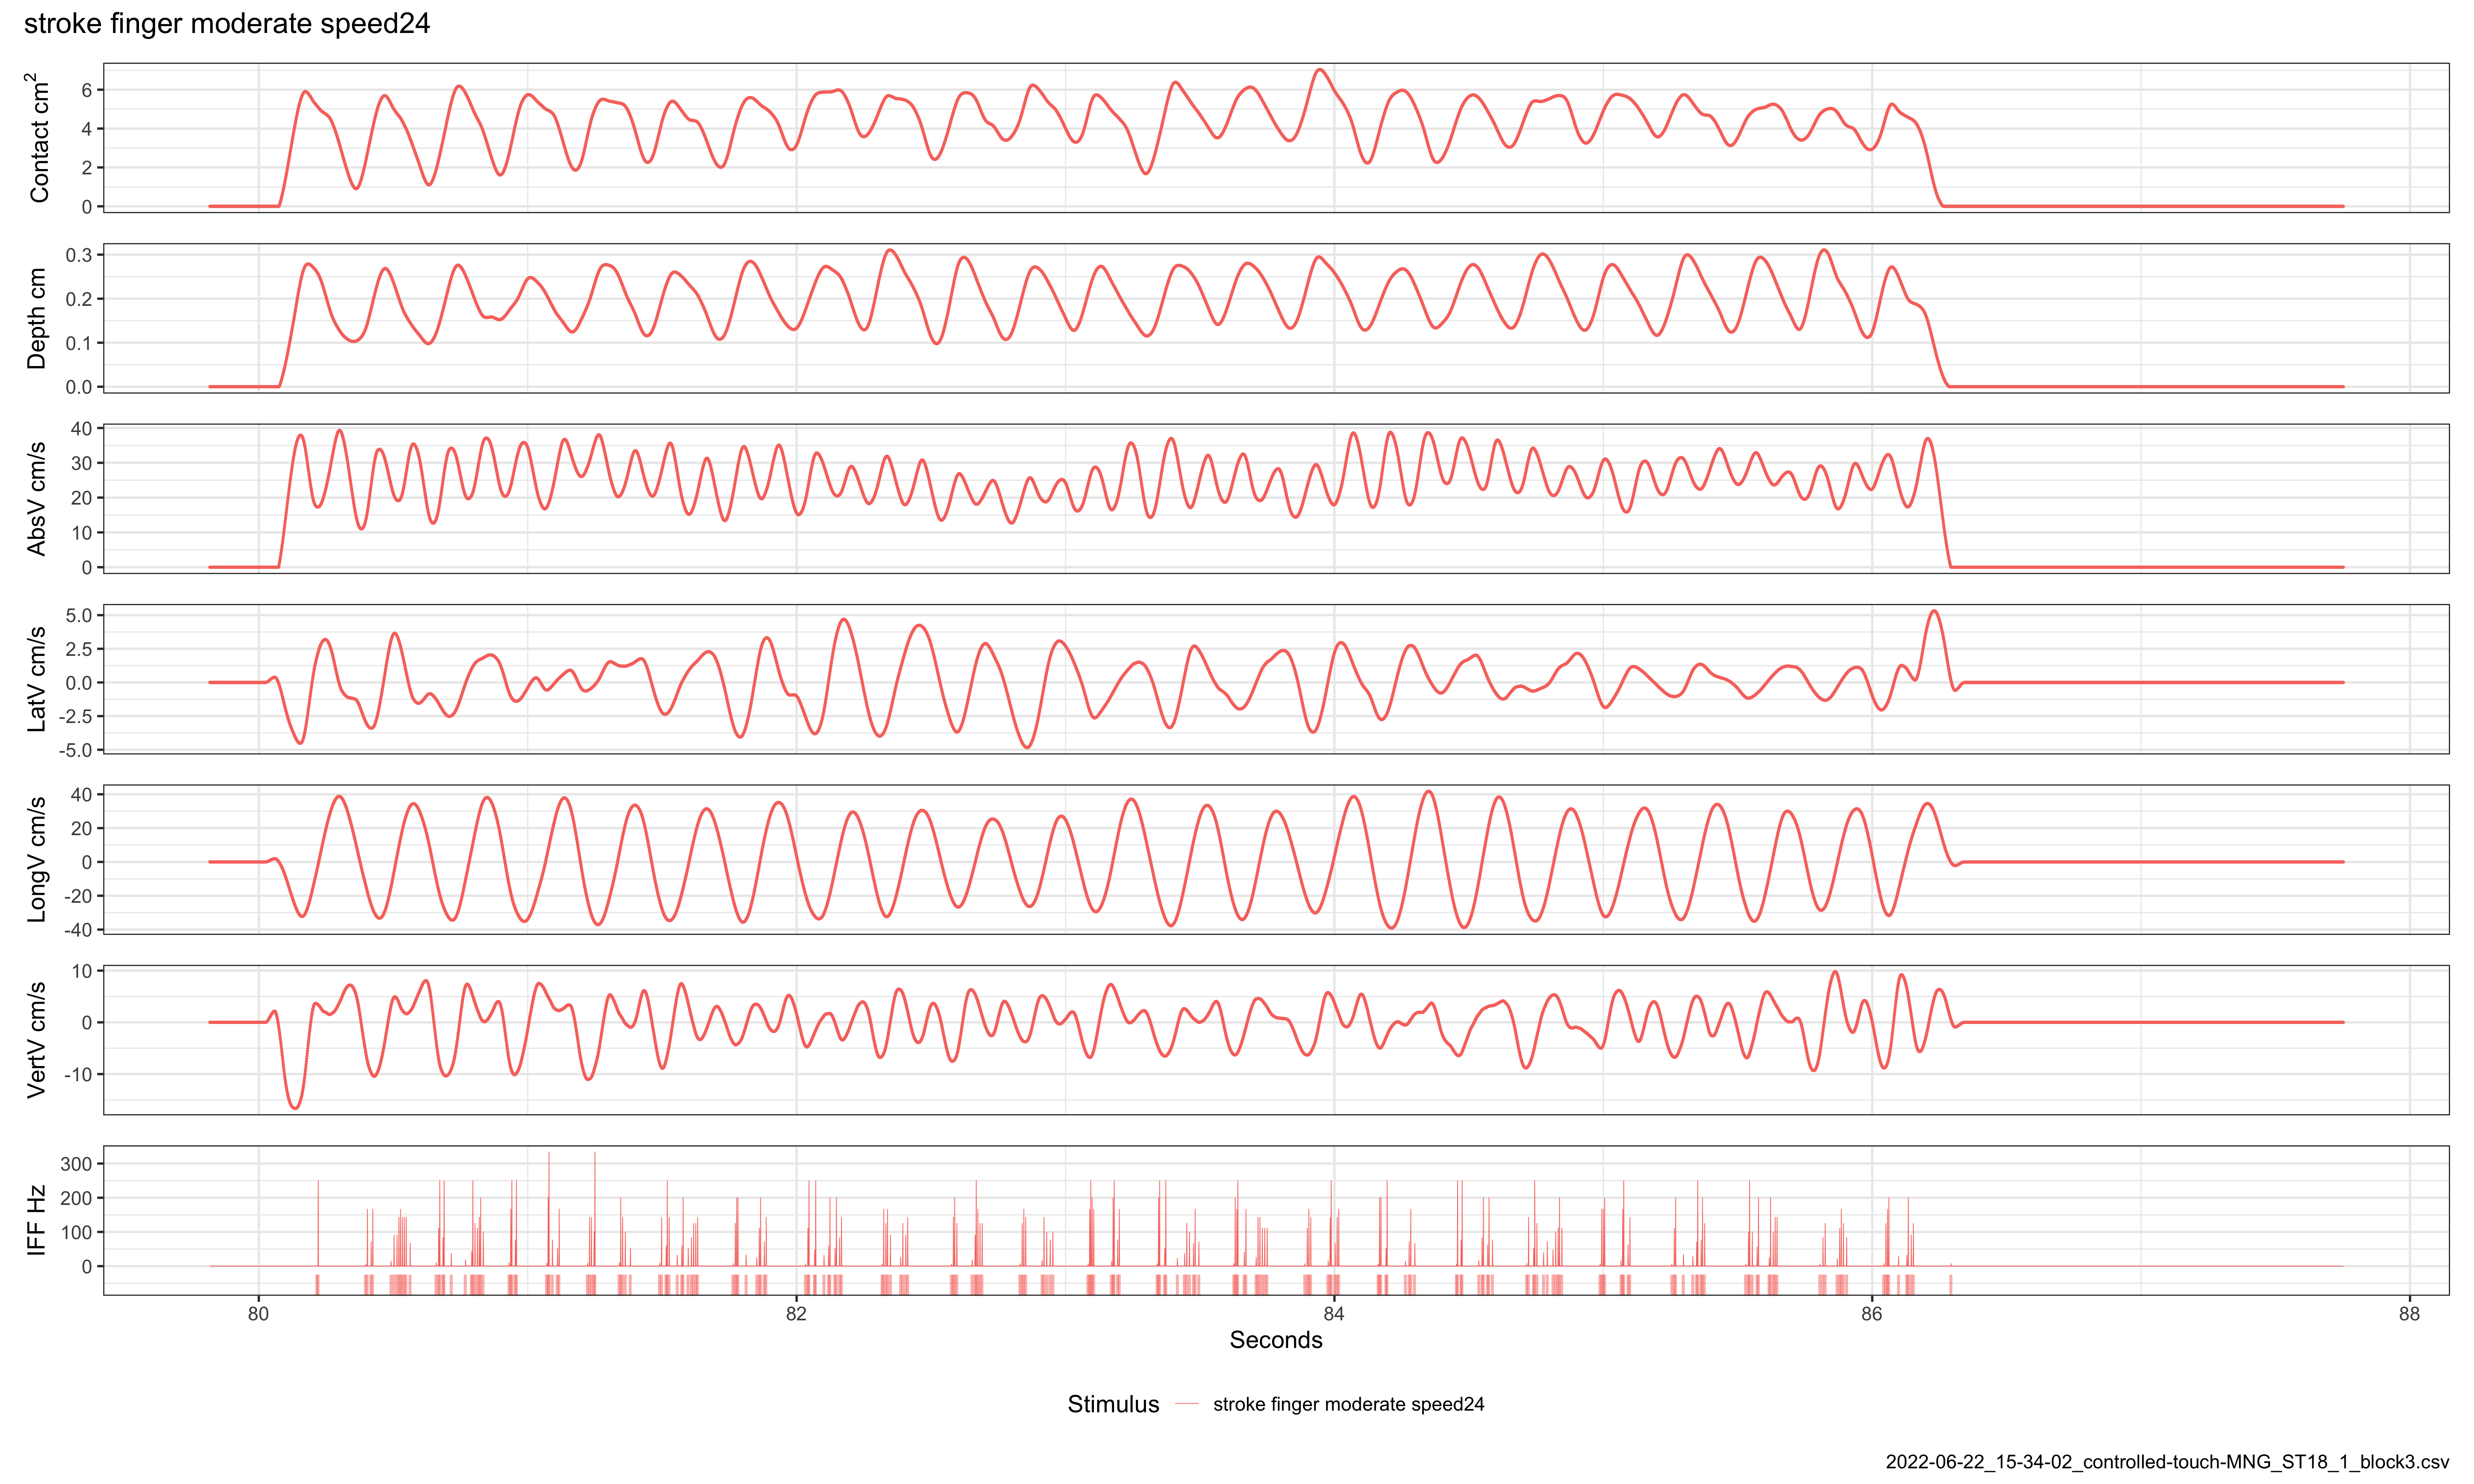 stroke finger moderate speed24
Contact cm²
6
4
2
0
Depth cm
0.3
0.2
0.1
0.0
AbsV cm/s
40
30
20
10
0
LatV cm/s
5.0
2.5
0.0
-2.5
-5.0
LongV cm/s
40
20
0
-20
-40
VertV cm/s
10
0
-10
IFF Hz
300
200
100
0
80 82 84 86 88
Seconds
Stimulus stroke finger moderate speed24
2022-06-22_15-34-02_controlled-touch-MNG_ST18_1_block3.csv